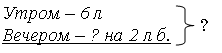 Утром – 6 л
Вечером – ? на 2 л б.
?